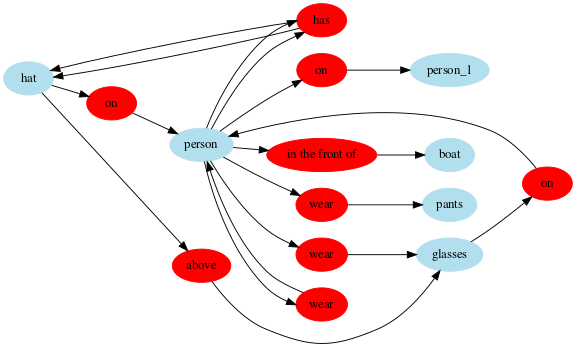 has
hat
on
person_1
on
person
in the front of
boat
on
wear
pants
above
wear
glasses
wear